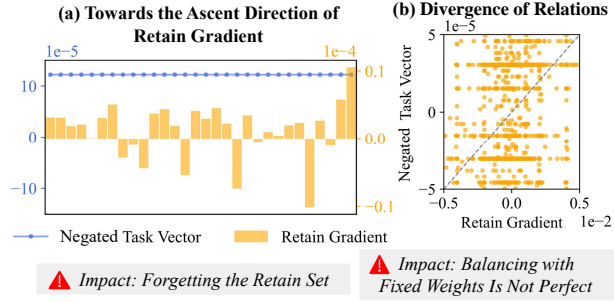 (a) Towards the Ascent Direction of
Retain Gradient
1e−5
1e−4
10
0
−10
0.1
0.0
−0.1
Negated Task Vector
Retain Gradient
Impact: Forgetting the Retain Set
(b) Divergence of Relations
1e−5
5
0
−5
Negated Task Vector
−0.5
0.0
0.5
Retain Gradient
1e−2
Impact: Balancing with
Fixed Weights Is Not Perfect